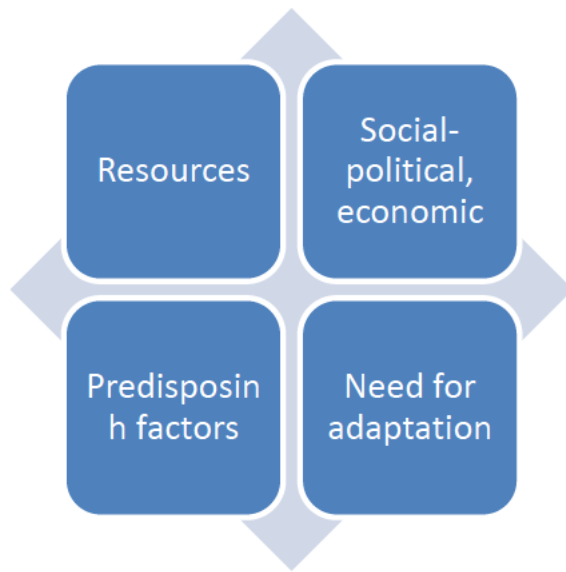 Resources
Social-
political,
economic
Predisposin
h factors
Need for
adaptation